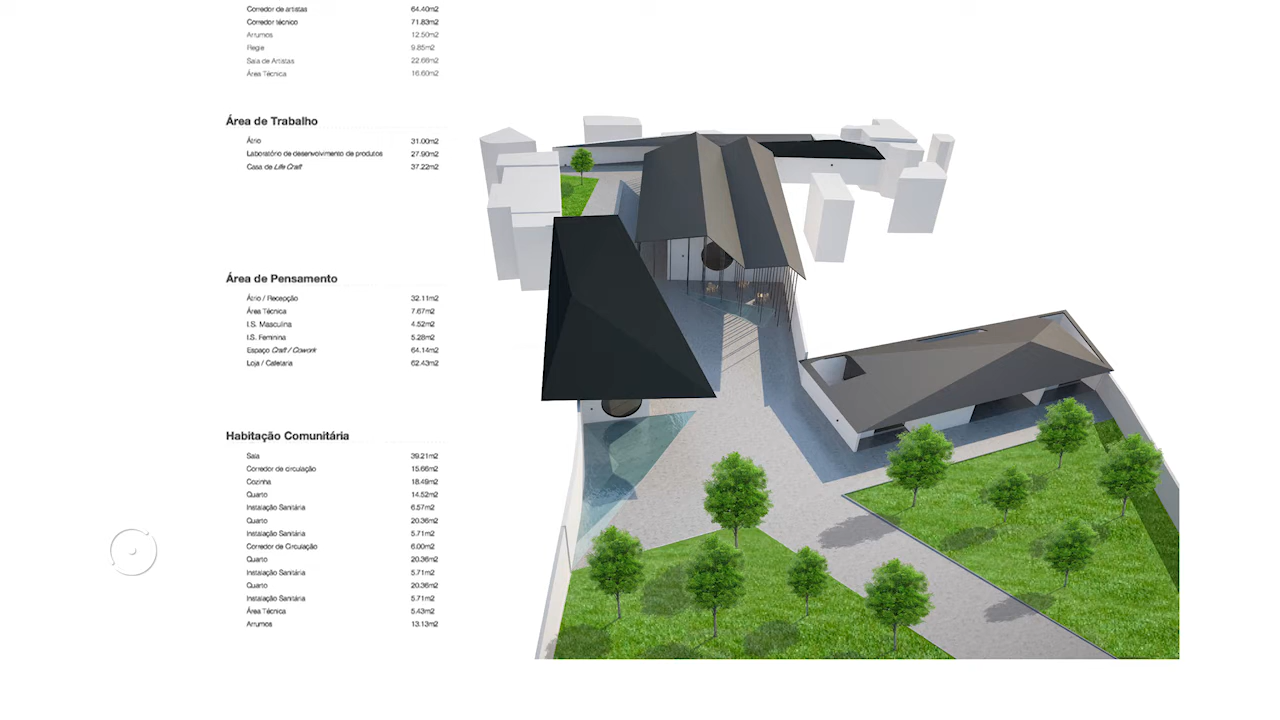 Corredor de artistas 64.40m2
Corredor técnico 71.83m2
Arrumos 12.50m2
Regie 9.85m2
Sala de Artistas 22.66m2
Área Técnica 16.60m2
Área de Trabalho
Átrio 31.00m2
Laboratório de desenvolvimento de produtos 27.90m2
Casa de Life Craft 37.22m2
Área de Pensamento
Átrio / Recepção 32.11m2
Área Técnica 7.67m2
I.S. Masculina 4.52m2
I.S. Feminina 5.28m2
Espaço Craft / Cowork 64.14m2
Loja / Cafetaria 62.43m2
Habitação Comunitária
Sala 39.21m2
Corredor de circulação 15.66m2
Cozinha 18.49m2
Quarto 14.52m2
Instalação Sanitária 6.57m2
Quarto 20.36m2
Instalação Sanitária 5.71m2
Corredor de Circulação 6.00m2
Quarto 20.36m2
Instalação Sanitária 5.71m2
Quarto 20.36m2
Instalação Sanitária 5.71m2
Área Técnica 5.43m2
Arrumos 13.13m2